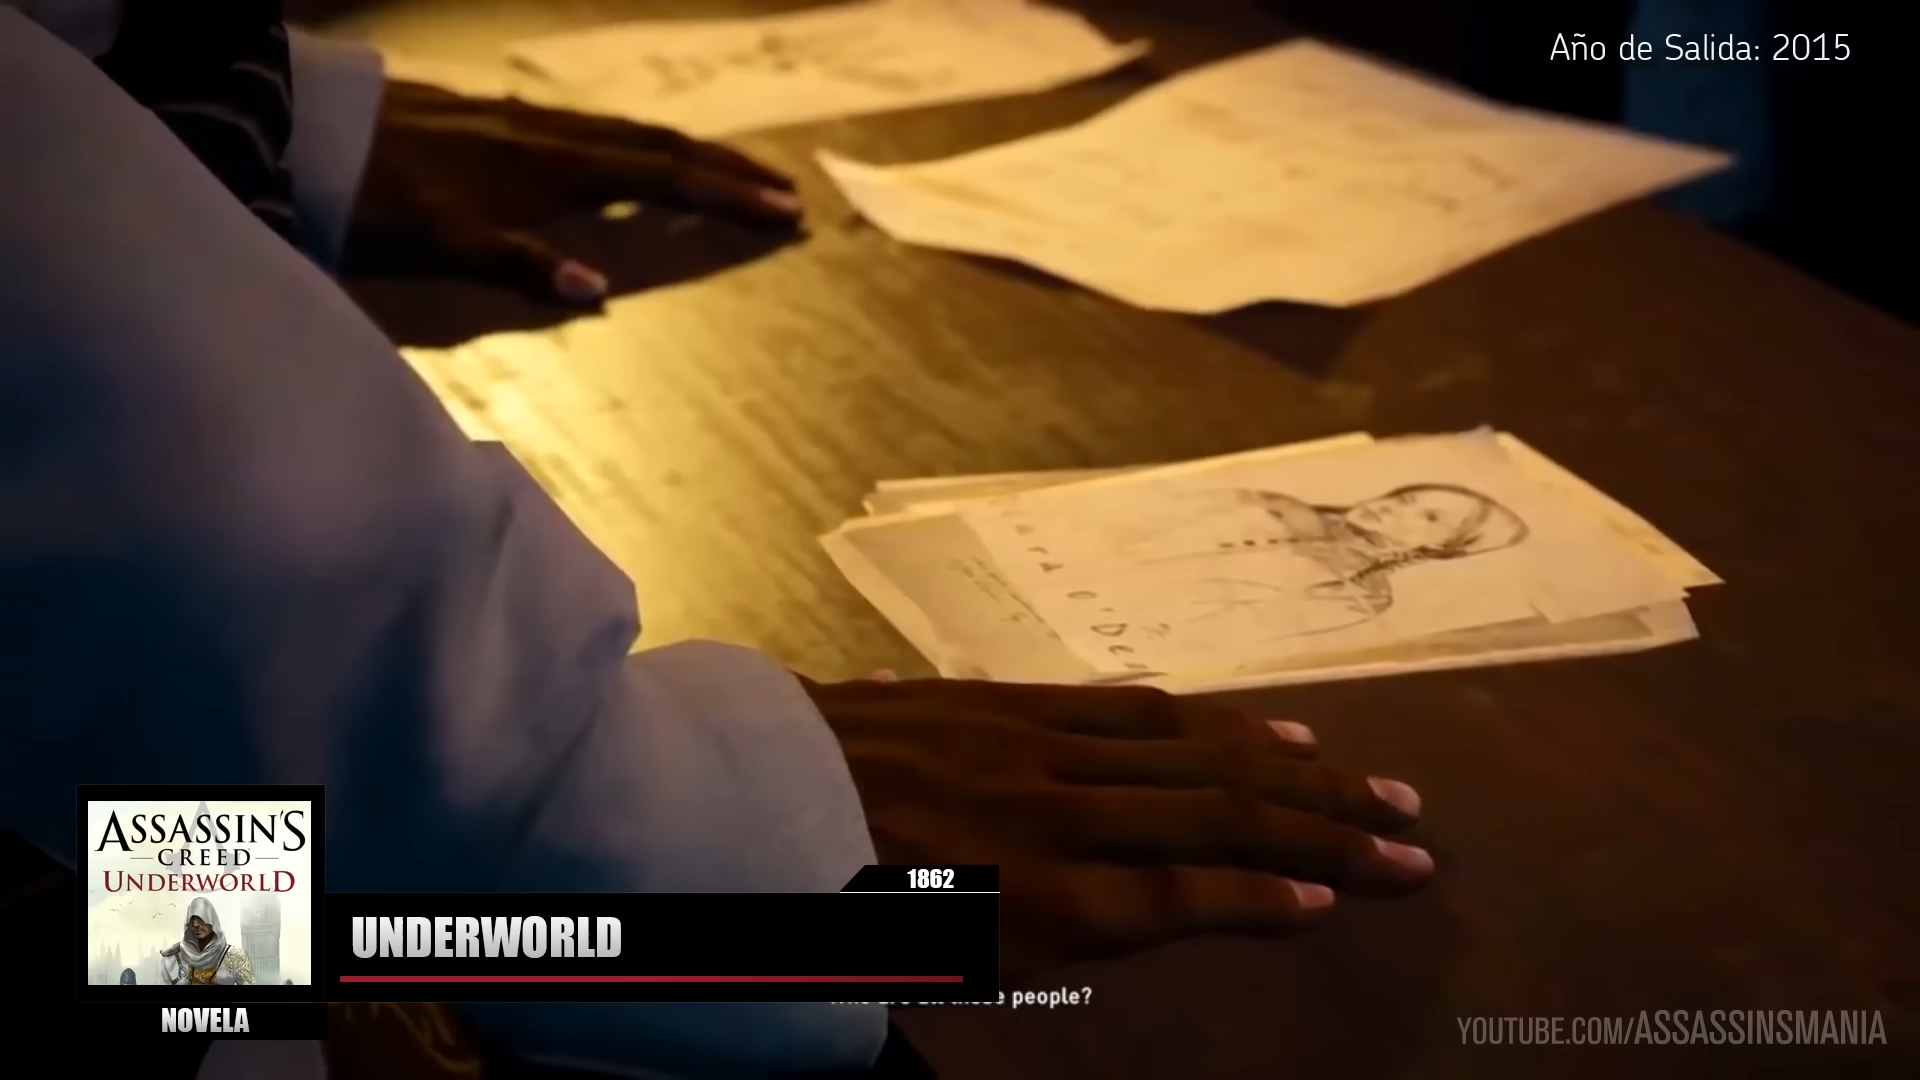 Año de Salida: 2015
ASSASSIN'S
CREED
UNDERWORLD
1862
UNDERWORLD
people?
NOVELA
YOUTUBE.COM/ASSASSINSMANIA